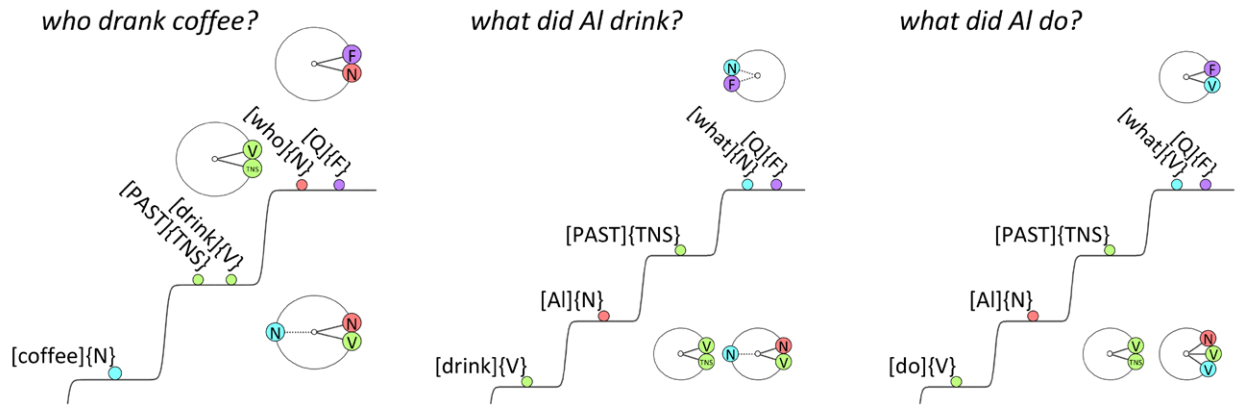 who drank coffee?
F
N
V
TNS
[who]{N}
[Q]{F}
[PAST]{TNS}
[drink]{V}
N
N
V
[coffee]{N}
what did Al drink?
N
F
[what]{N}
[Q]{F}
[PAST]{TNS}
[Al]{N}
V
TNS
N
N
V
[drink]{V}
what did Al do?
F
V
[what]{V}
[Q]{F}
[PAST]{TNS}
[Al]{N}
V
TNS
N
V
V
[do]{V}